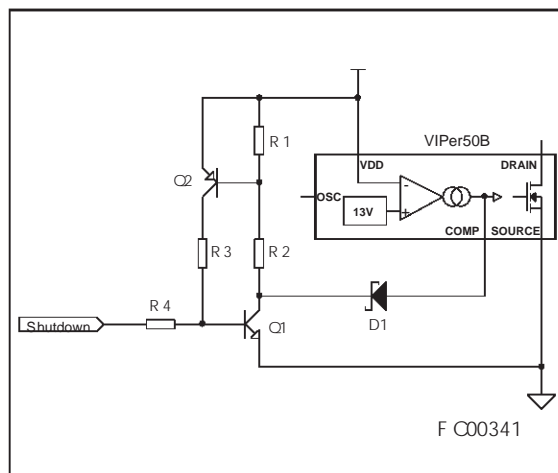 VIPer50B
R1
VDD
DRAIN
Q2
-
OSC
13V
+
COMP
SOURCE
R3
R2
D1
Shutdown
R4
Q1
FC00341